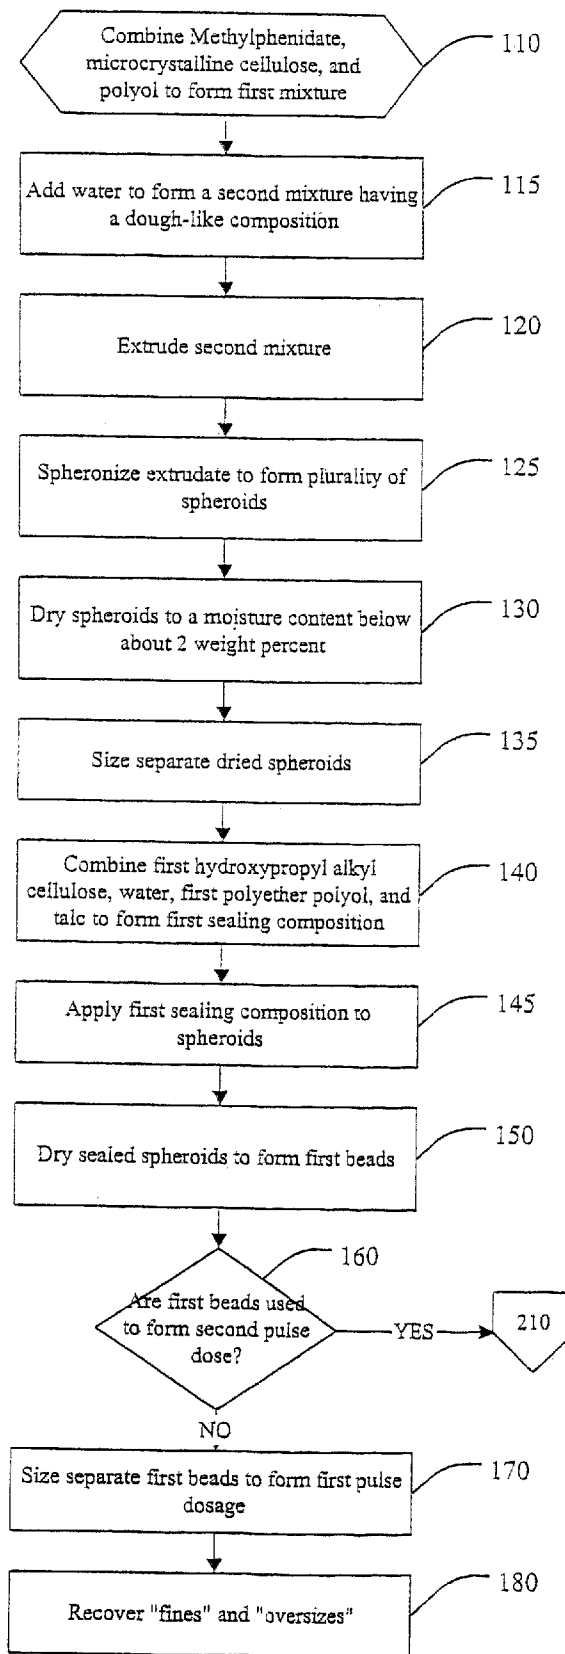 Combine Methylphenidate,
microcrystalline cellulose, and
polyol to form first mixture
110
Add water to form a second mixture having
a dough-like composition
115
Extrude second mixture
120
Spheronize extrudate to form plurality of
spheroids
125
Dry spheroids to a moisture content below
about 2 weight percent
130
Size separate dried spheroids
135
Combine first hydroxypropyl alkyl
cellulose, water, first polyether polyol, and
talc to form first sealing composition
140
Apply first sealing composition to
spheroids
145
Dry sealed spheroids to form first beads
150
160
Are first beads used
to form second pulse
dose?
YES
210
NO
Size separate first beads to form first pulse
dosage
170
Recover "fines" and "oversizes"
180